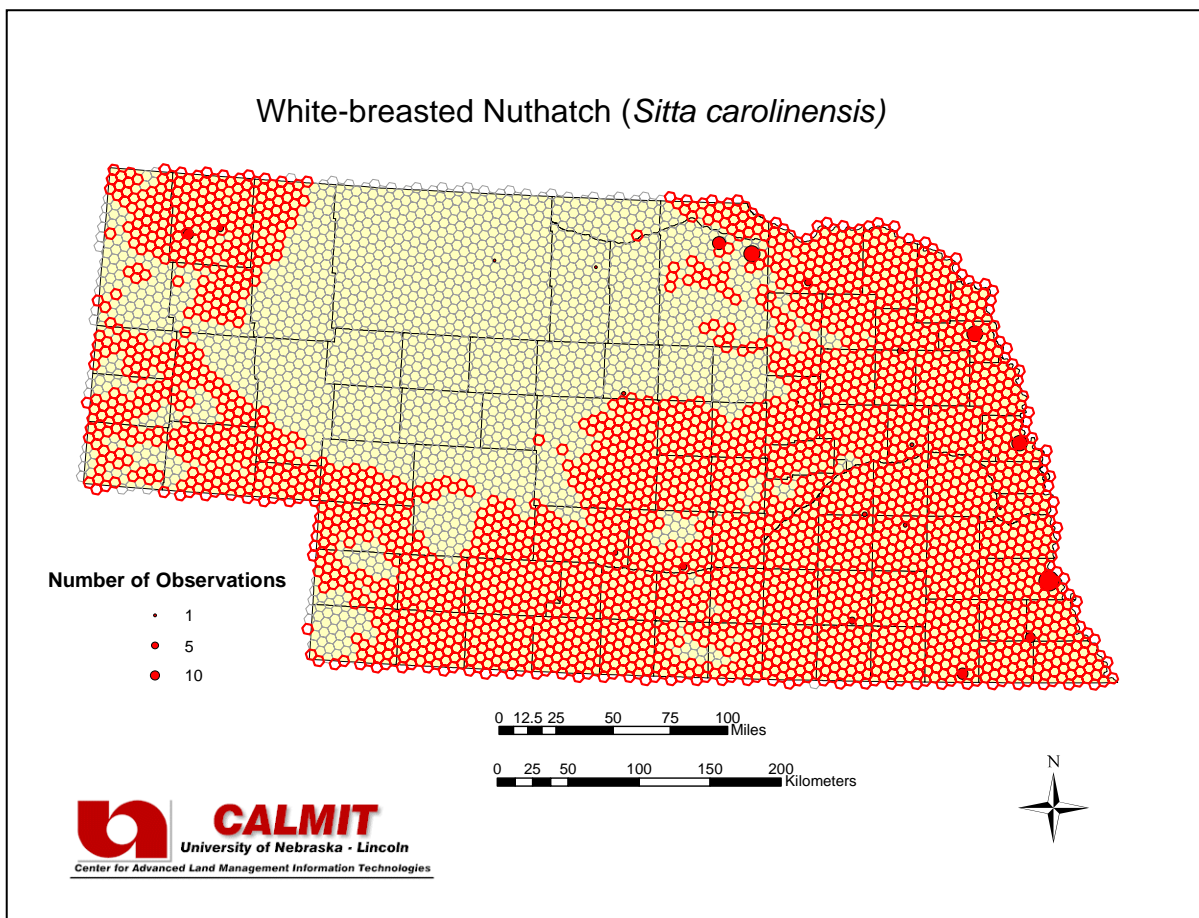 White-breasted Nuthatch (Sitta carolinensis)
Number of Observations
1
5
10
0 12.5 25 50 75 100
Miles
0 25 50 100 150 200
Kilometers
N
CALMIT
University of Nebraska - Lincoln
Center for Advanced Land Management Information Technologies